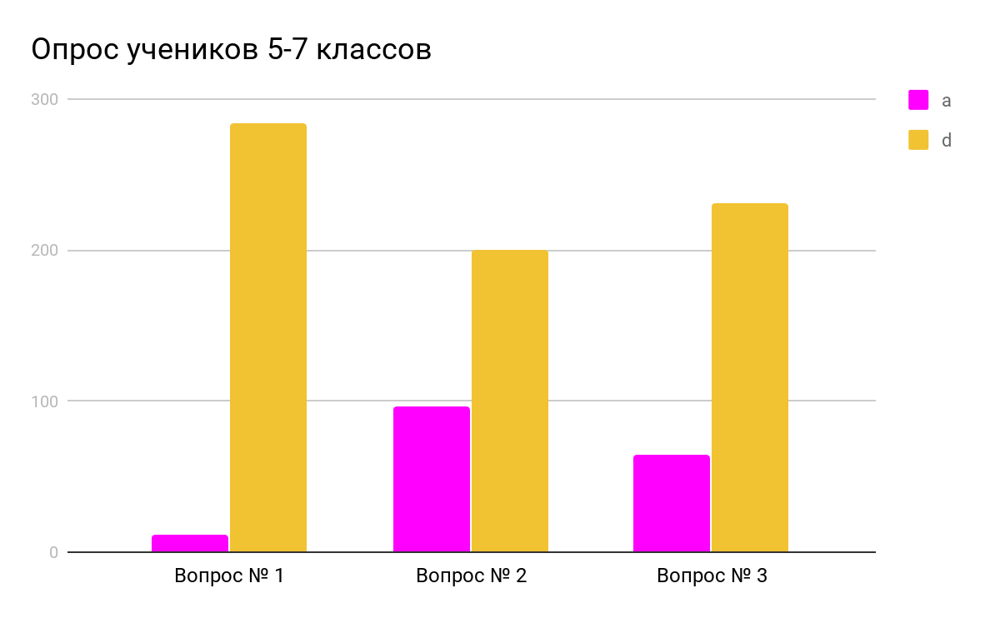 Опрос учеников 5-7 классов
300
200
100
0
Вопрос № 1
Вопрос № 2
Вопрос № 3
a
d